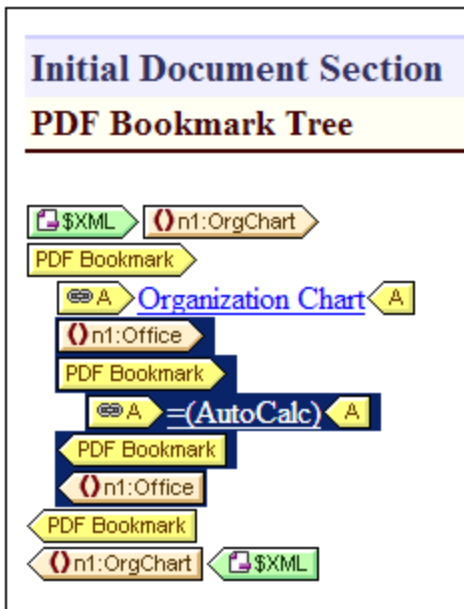 Initial Document Section
PDF Bookmark Tree
$XML ()n1:OrgChart
PDF Bookmark
A Organization Chart A
()n1:Office
PDF Bookmark
A =(AutoCalc) A
PDF Bookmark
()n1:Office
PDF Bookmark
()n1:OrgChart $XML